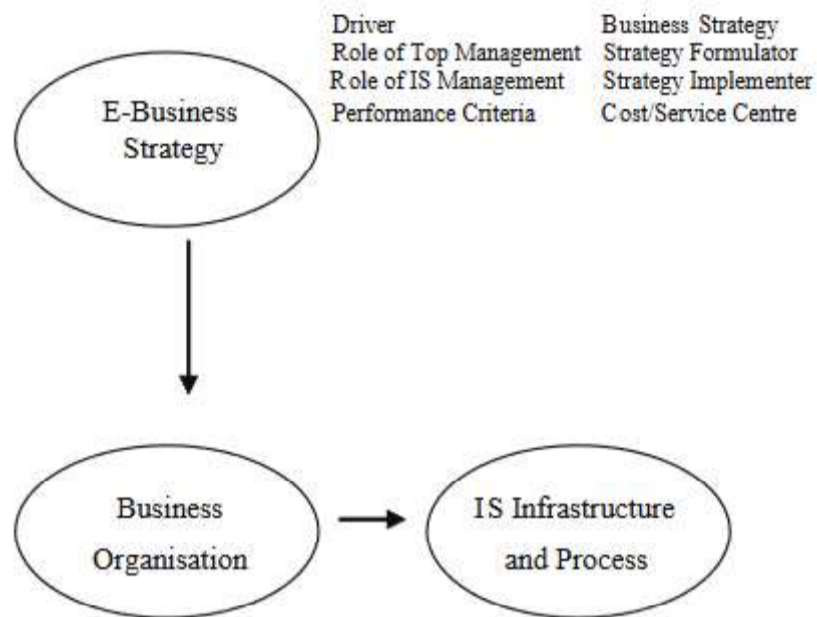 Driver Business Strategy
Role of Top Management Strategy Formulator
Role of IS Management Strategy Implementer
Performance Criteria Cost/Service Centre
E-Business
Strategy
Business
Organisation
IS Infrastructure
and Process